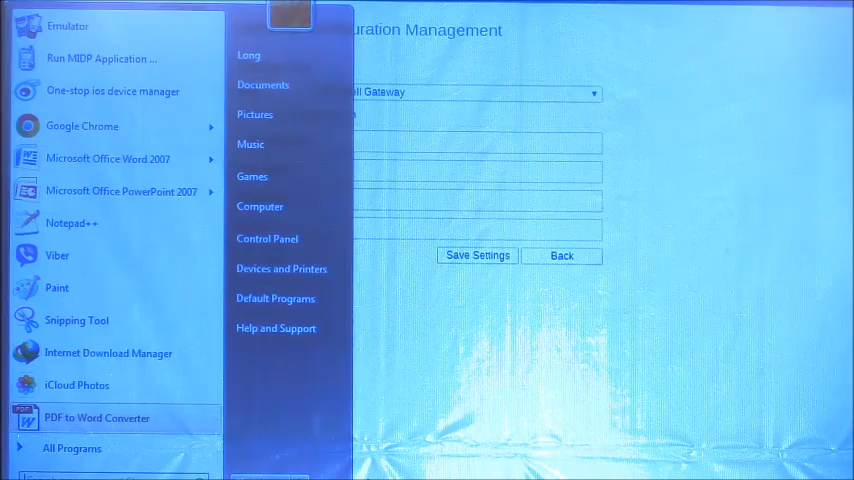 Emulator
Run MIDP Application ...
One-stop ios device manager
Google Chrome
Microsoft Office Word 2007
Microsoft Office PowerPoint 2007
Notepad++
Viber
Paint
Snipping Tool
Internet Download Manager
iCloud Photos
PDF
PDF to Word Converter
All Programs
Long
Documents
Pictures
Music
Games
Computer
Control Panel
Devices and Printers
Default Programs
Help and Support
uration Management
ell Gateway
Save Settings
Back